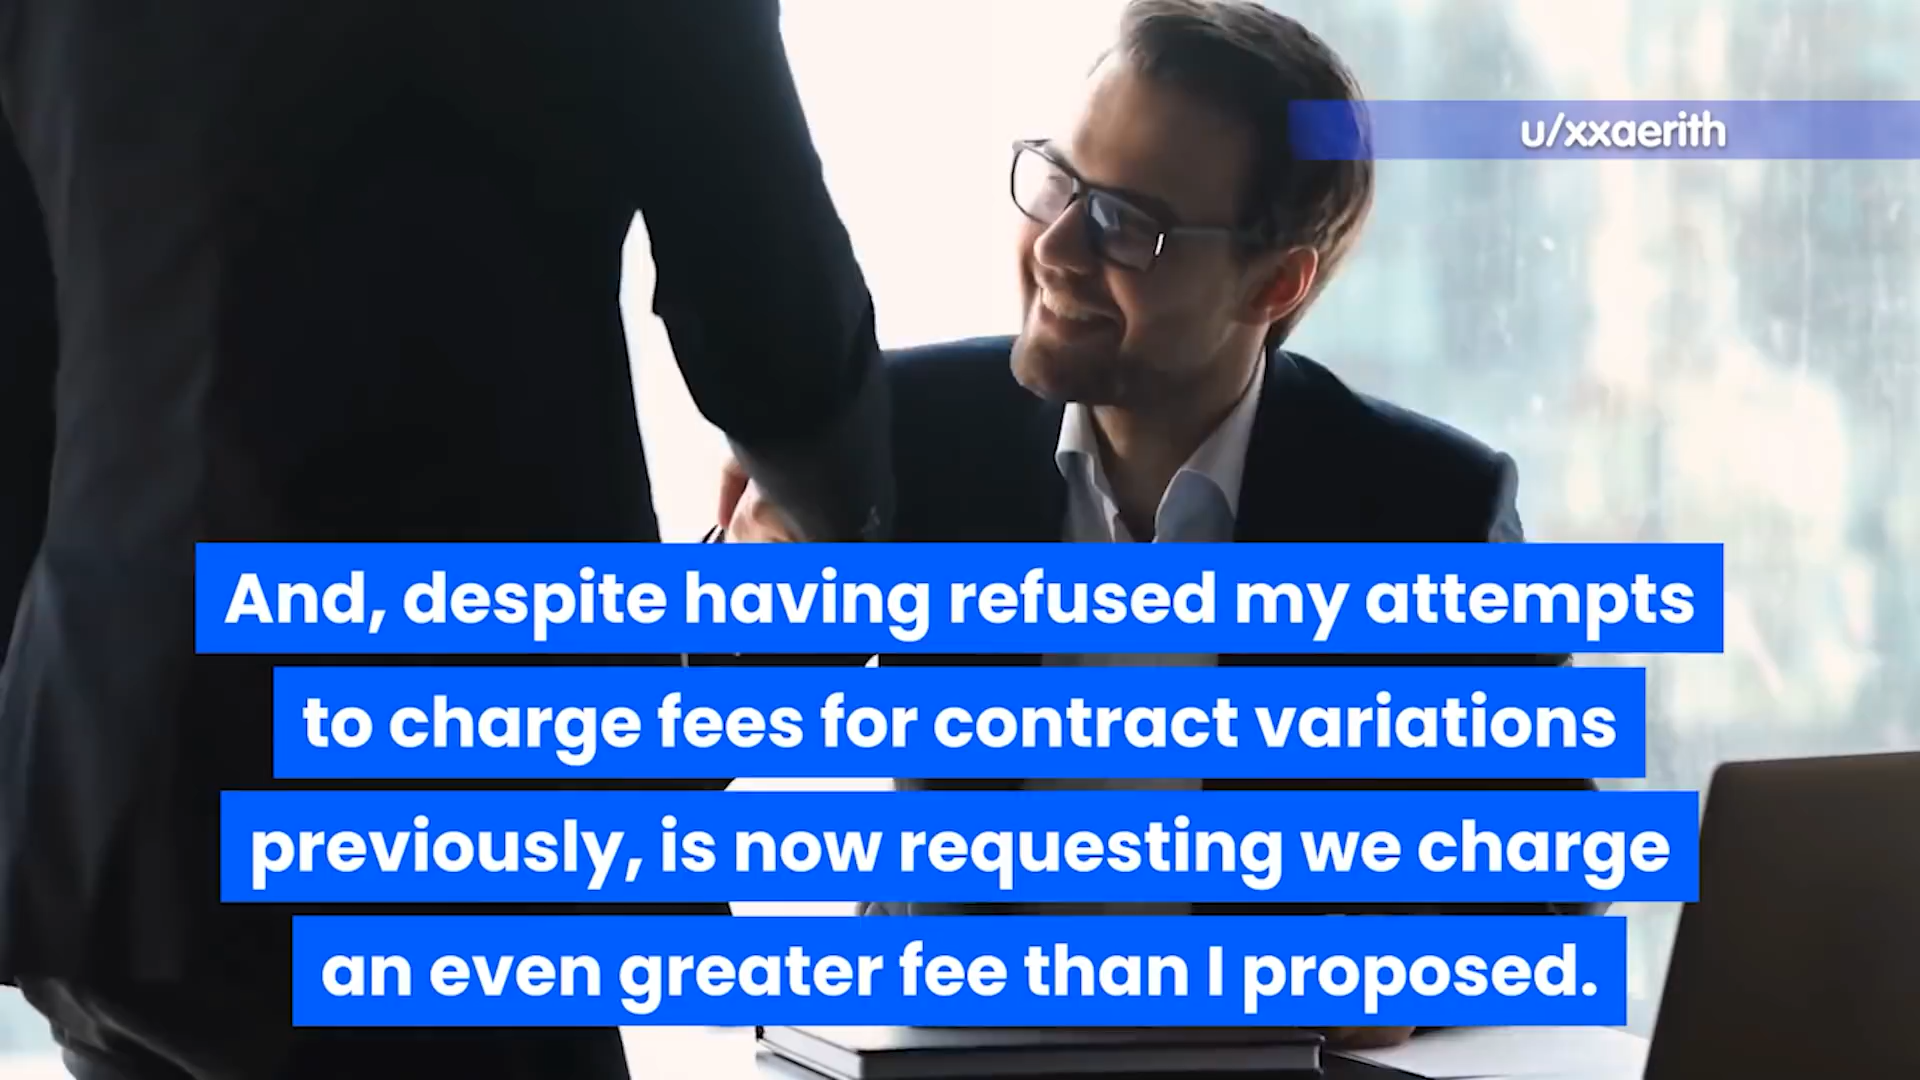 u/xxaerith
And, despite having refused my attempts
to charge fees for contract variations
previously, is now requesting we charge
an even greater fee than I proposed.